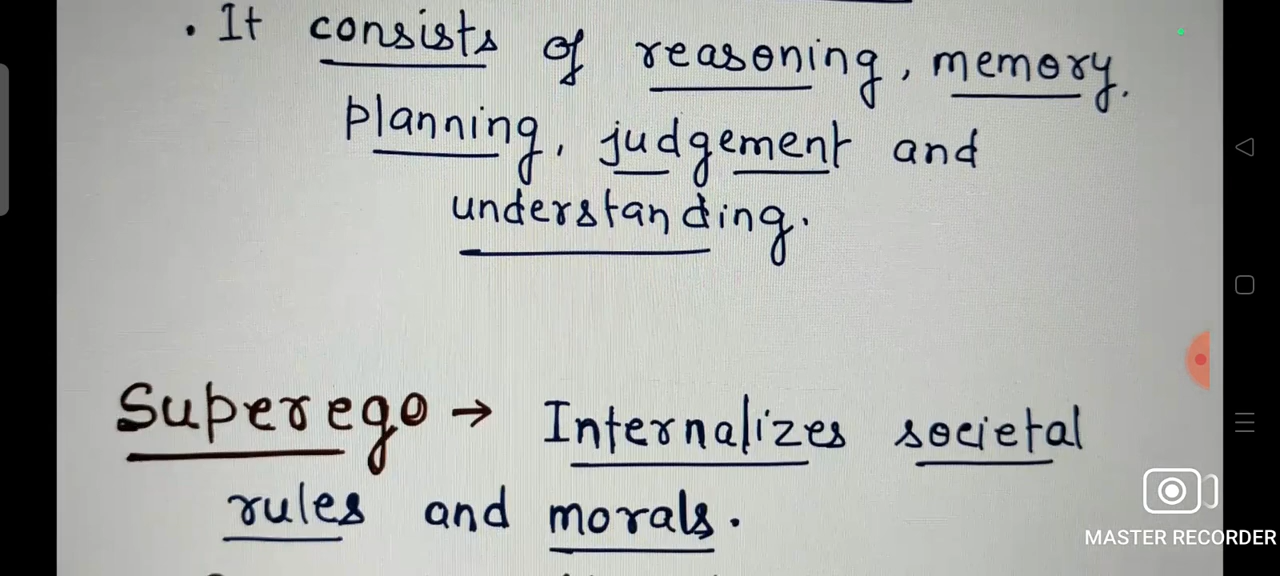 . It consists of reasoning, memory.
planning, judgement and
understanding.
Superego → Internalizes societal
rules and morals.
MASTER RECORDER